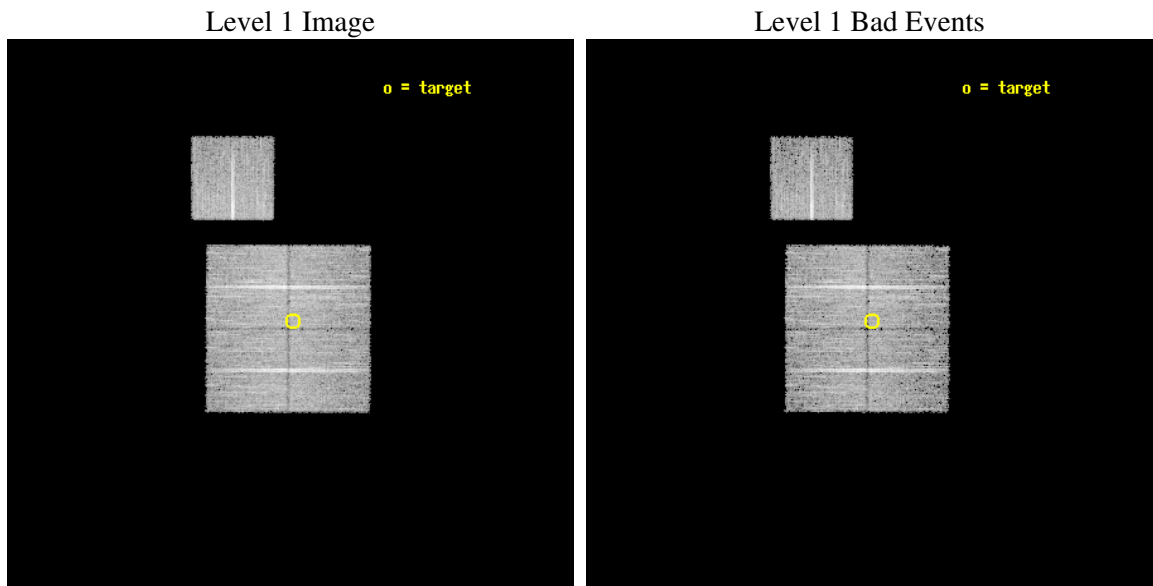 Level 1 Image
Level 1 Bad Events
o = target
o = target